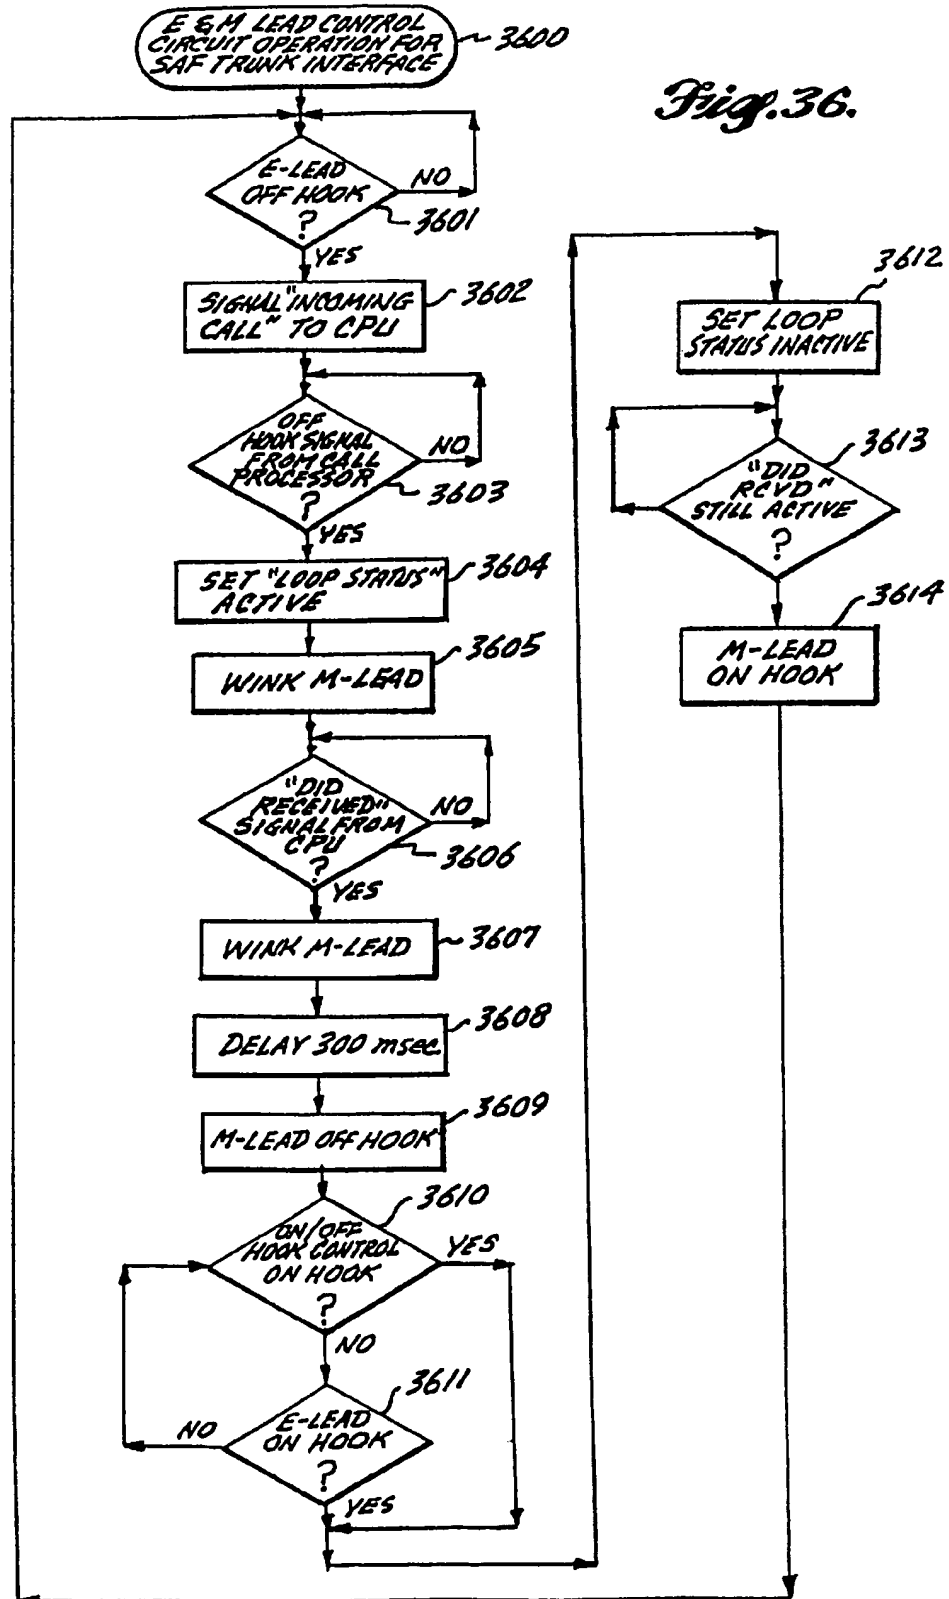 E & M LEAD CONTROL
CIRCUIT OPERATION FOR
SAF TRUNK INTERFACE
3600
Fig. 36.
E-LEAD
OFF HOOK
?
NO
3601
YES
SIGNAL "INCOMING
CALL" TO CPU
3602
OFF
HOOK SIGNAL
FROM CALL
PROCESSOR
?
NO
3603
YES
SET "LOOP STATUS"
ACTIVE
3604
WINK M-LEAD
3605
"DID
RECEIVED"
SIGNAL FROM
CPU
?
NO
3606
YES
WINK M-LEAD
3607
DELAY 300 msec
3608
M-LEAD OFF HOOK
3609
ON/OFF
HOOK CONTROL
ON HOOK
?
3610
YES
NO
E-LEAD
ON HOOK
?
3611
NO
YES
SET LOOP
STATUS INACTIVE
3612
"DID
RCVD"
STILL ACTIVE
?
3613
M-LEAD
ON HOOK
3614